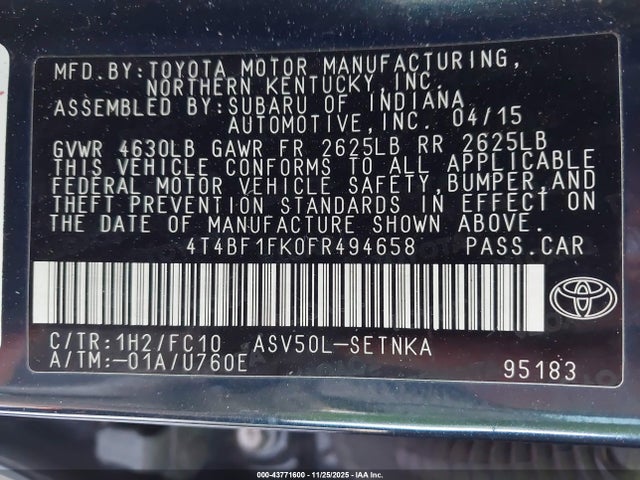 MFD.BY:TOYOTA MOTOR MANUFACTURING,
NORTHERN KENTUCKY,INC.
ASSEMBLED BY:SUBARU OF INDIANA
AUTOMOTIVE,INC. 04/15
GVWR 4630LB GAWR FR 2625LB RR 2625LB
THIS VEHICLE CONFORMS TO ALL APPLICABLE
FEDERAL MOTOR VEHICLE SAFETY,BUMPER,AND
THEFT PREVENTION STANDARDS IN EFFECT ON
THE DATE OF MANUFACTURE SHOWN ABOVE.
4T4BF1FK0FR494658 PASS.CAR
C/TR:1H2/FC10 ASV50L-SETNKA
A/TM:-01A/U760E
95183
000-43771600 - 11/25/2025 - IAA Inc.